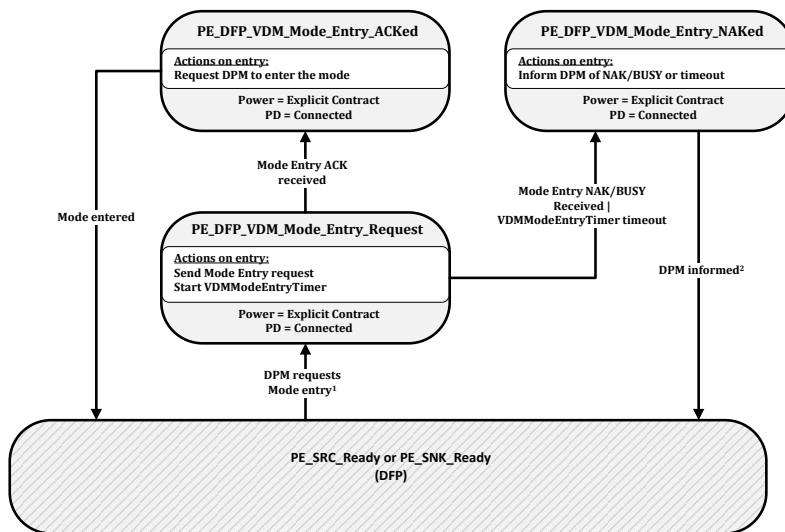 PE_DFP_VDM_Mode_Entry_ACKed
Actions on entry:
Request DPM to enter the mode
Power = Explicit Contract
PD = Connected
PE_DFP_VDM_Mode_Entry_NAKed
Actions on entry:
Inform DPM of NAK/BUSY or timeout
Power = Explicit Contract
PD = Connected
Mode Entry ACK
received
Mode entered
Mode Entry NAK/BUSY
Received |
VDMModeEntryTimer timeout
DPM informed²
PE_DFP_VDM_Mode_Entry_Request
Actions on entry:
Send Mode Entry request
Start VDMModeEntryTimer
Power = Explicit Contract
PD = Connected
DPM requests
Mode entry¹
PE_SRC_Ready or PE_SNK_Ready
(DFP)